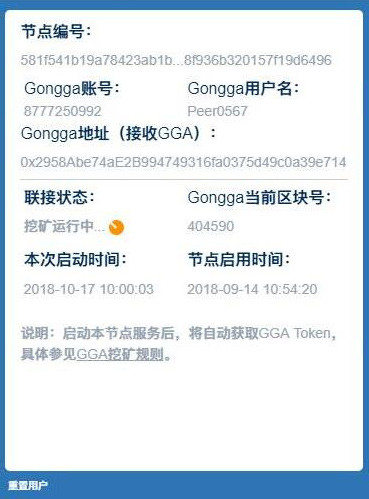 节点编号：
581f541b19a78423ab1b...8f936b320157f19d6496
Gongga账号： Gongga用户名：
8777250992 Peer0567
Gongga地址（接收GGA）：
0x2958Abe74aE2B994749316fa0375d49c0a39e714
联接状态： Gongga当前区块号：
挖矿运行中... 404590
本次启动时间： 节点启用时间：
2018-10-17 10:00:03 2018-09-14 10:54:20
说明：启动本节点服务后，将自动获取GGA Token，
具体参见GGA挖矿规则。
重置用户